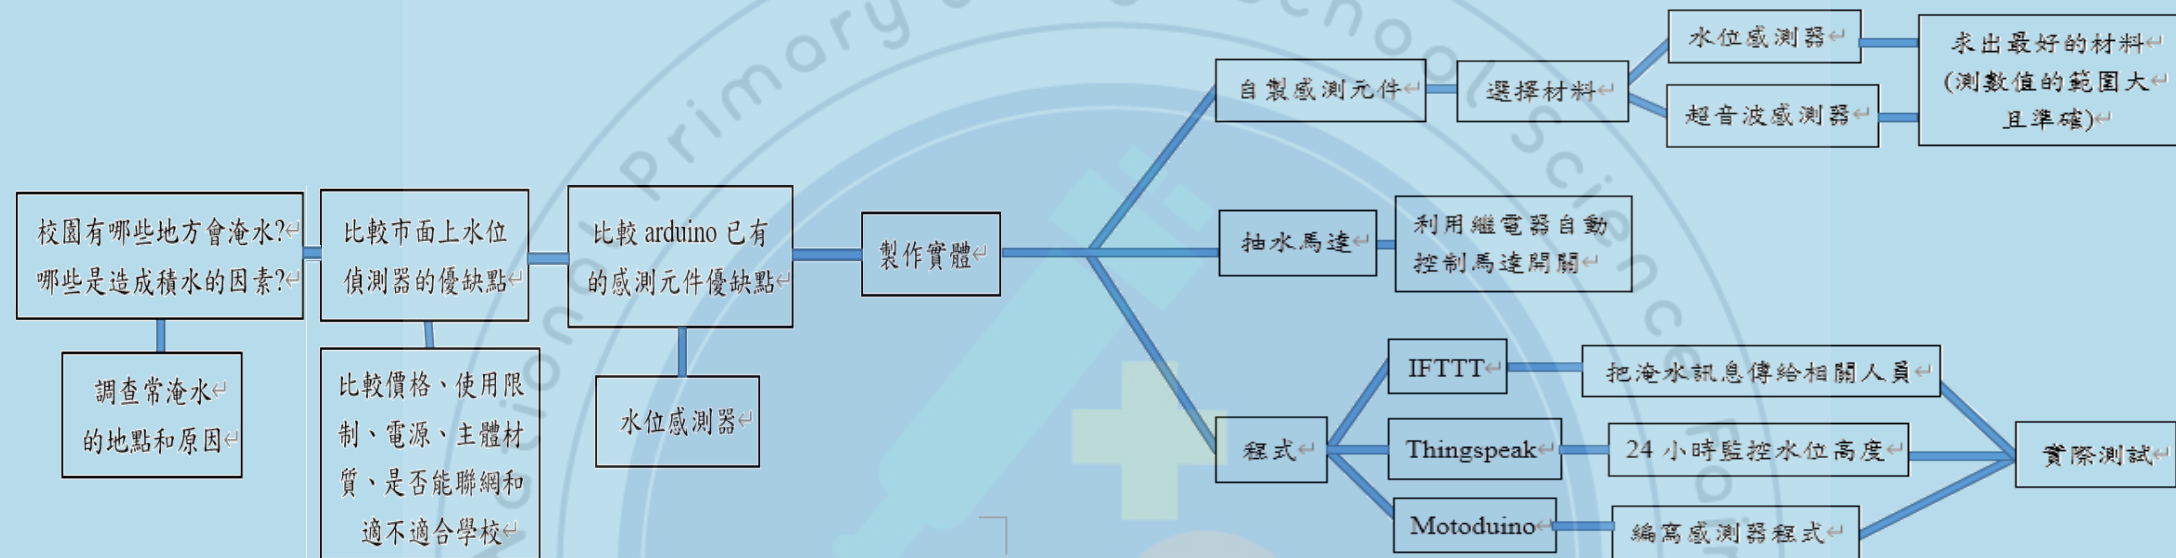 校園有哪些地方會淹水?
哪些是造成積水的因素?
調查常淹水
的地點和原因
比較市面上水位
偵測器的優缺點
比較價格、使用限
制、電源、主體材
質、是否能聯網和
適不適合學校
比較 arduino 已有
的感測元件優缺點
水位感測器
製作實體
自製感測元件
選擇材料
水位感測器
超音波感測器
求出最好的材料
(測數值的範圍大
且準確)
抽水馬達
利用繼電器自動
控制馬達開關
程式
IFTTT
把淹水訊息傳給相關人員
Thingspeak
24 小時監控水位高度
Motoduino
編寫感測器程式
實際測試
National Primary School Science Fair